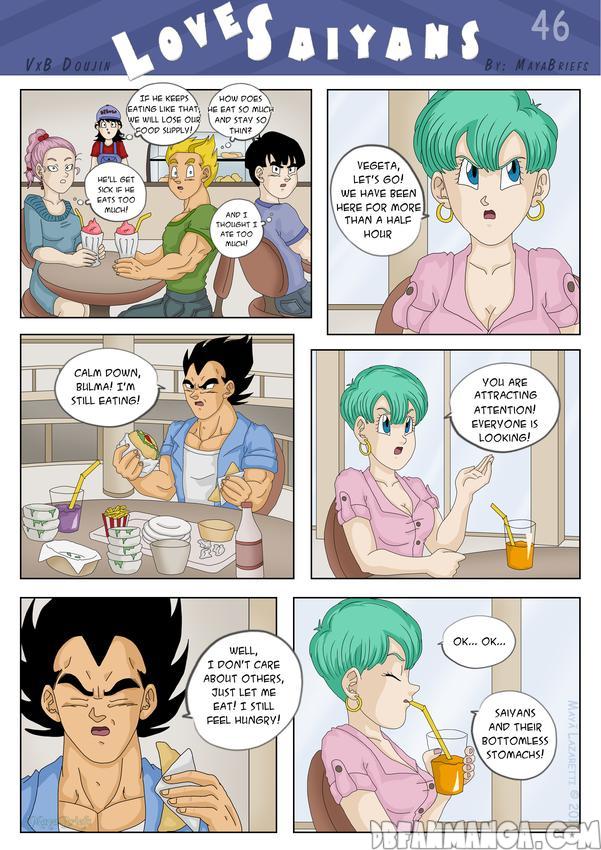 VxB Doujin
Love Saiyans
By: MayaBriefs
46
IF HE KEEPS
EATING LIKE THAT,
WE WILL LOSE OUR
FOOD SUPPLY!
HOW DOES
HE EAT SO MUCH
AND STAY SO
THIN?
HE'LL GET
SICK IF HE
EATS TOO
MUCH!
AND I
THOUGHT I
ATE TOO
MUCH!
VEGETA,
LET'S GO!
WE HAVE BEEN
HERE FOR MORE
THAN A HALF
HOUR
CALM DOWN,
BULMA! I'M
STILL EATING!
YOU ARE
ATTRACTING
ATTENTION!
EVERYONE IS
LOOKING!
WELL,
I DON'T CARE
ABOUT OTHERS,
JUST LET ME
EAT! I STILL
FEEL HUNGRY!
OK... OK...
SAIYANS
AND THEIR
BOTTOMLESS
STOMACHS!
Maya Lazaretti ©
DBFANMANGA.COM